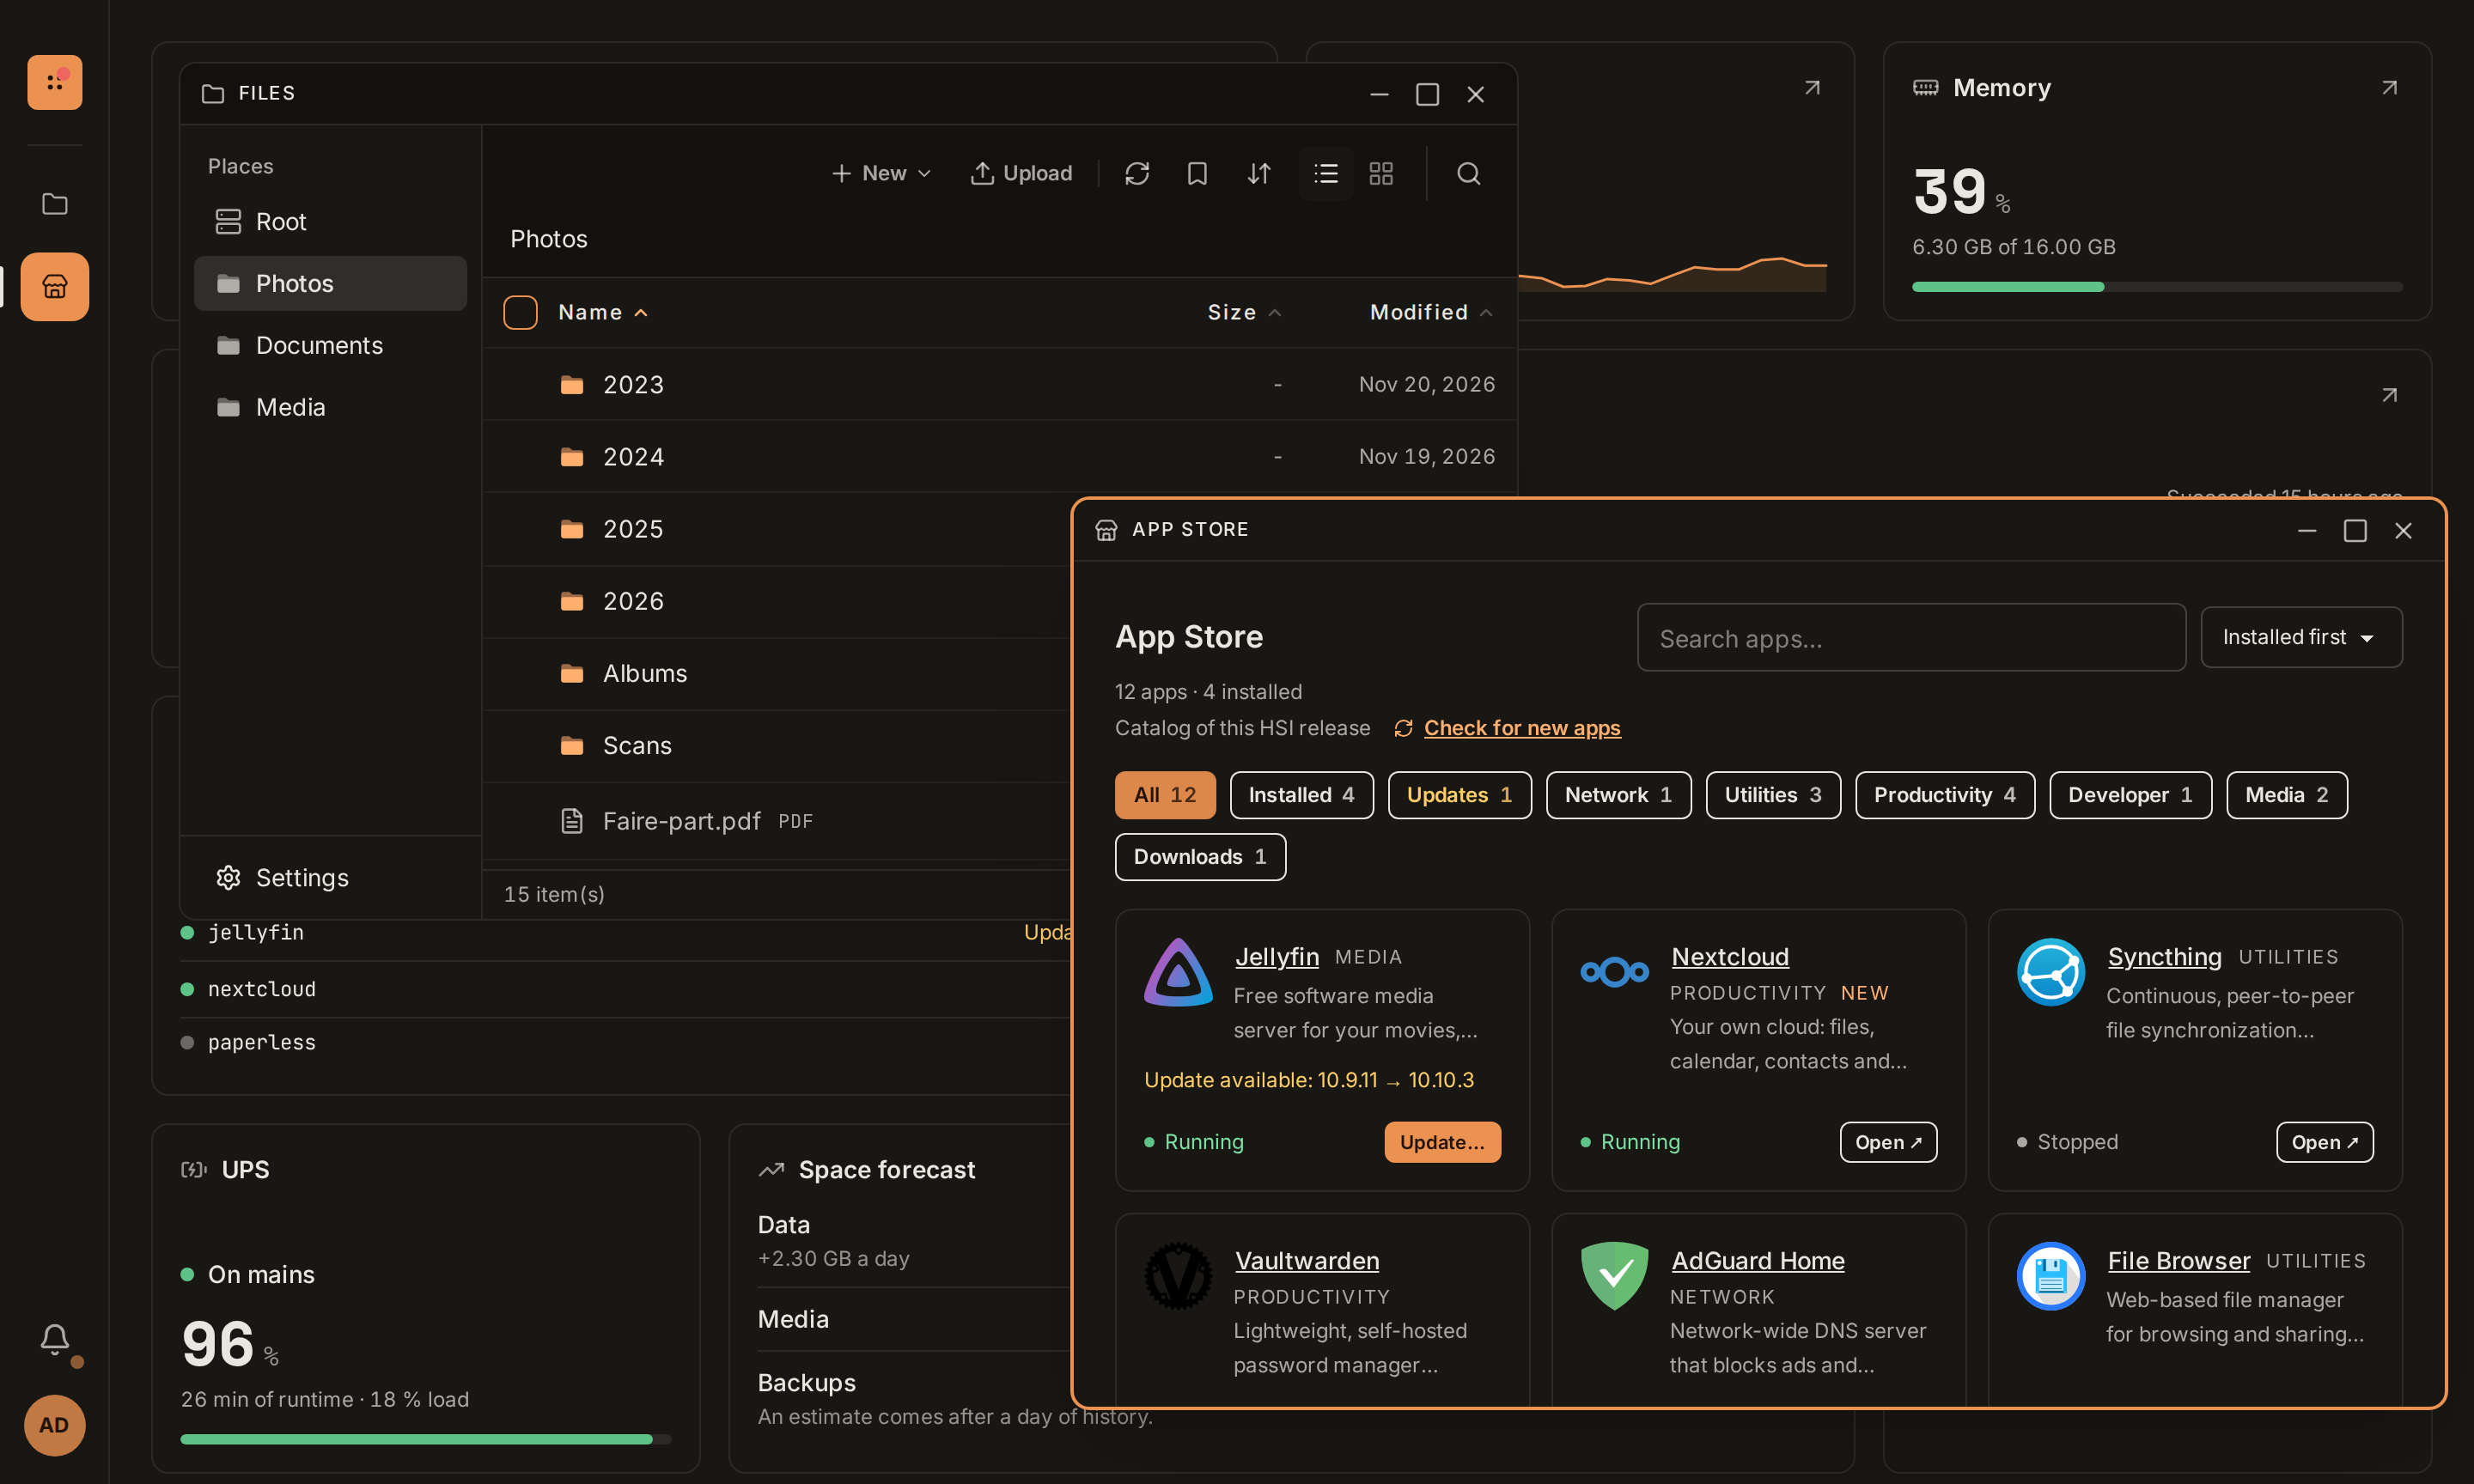 FILES
Places
Root
Photos
Documents
Media
Settings
New
Upload
Photos
Name Size Modified
2023 - Nov 20, 2026
2024 - Nov 19, 2026
2025
2026
Albums
Scans
Faire-part.pdf PDF
15 item(s)
Memory
39 %
6.30 GB of 16.00 GB
Succeeded 15 hours ago
jellyfin
nextcloud
paperless
UPS
On mains
96 %
26 min of runtime · 18 % load
Space forecast
Data
+2.30 GB a day
Media
Backups
An estimate comes after a day of history.
AD
APP STORE
App Store
Search apps...
Installed first
12 apps · 4 installed
Catalog of this HSI release Check for new apps
All 12 Installed 4 Updates 1 Network 1 Utilities 3 Productivity 4 Developer 1 Media 2
Downloads 1
Jellyfin MEDIA
Free software media
server for your movies,...
Update available: 10.9.11 → 10.10.3
Running Update...
Nextcloud
PRODUCTIVITY NEW
Your own cloud: files,
calendar, contacts and...
Running Open ↗
Syncthing UTILITIES
Continuous, peer-to-peer
file synchronization...
Stopped Open ↗
Vaultwarden
PRODUCTIVITY
Lightweight, self-hosted
password manager...
AdGuard Home
NETWORK
Network-wide DNS server
that blocks ads and...
File Browser UTILITIES
Web-based file manager
for browsing and sharing...